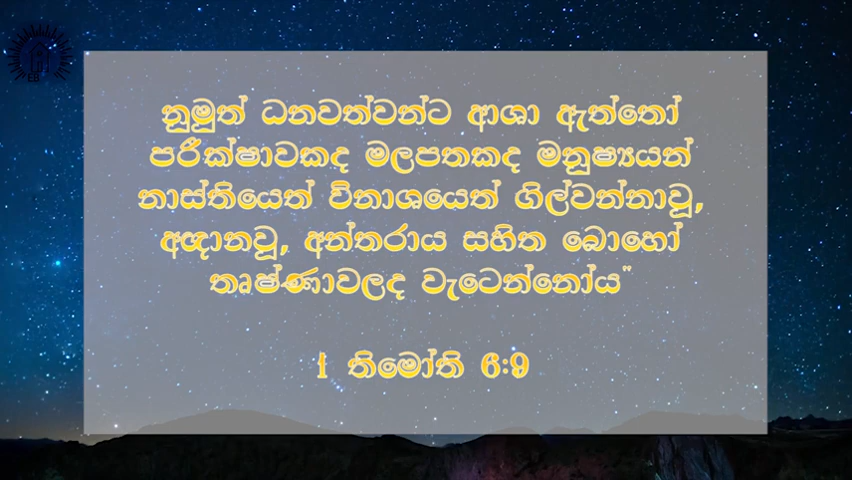 නුමුත් ධනවත්වන්ට ආශා ඇත්තෝ
පරීක්ෂාවකද මලපතකද මනුෂ්‍යයන්
නාස්තියෙත් විනාශයෙත් ගිල්වන්නාවූ,
අඥානවූ, අන්තරාය සහිත බොහෝ
තෘෂ්ණාවලද වැටෙන්නෝය"
1 තිමෝති 6:9